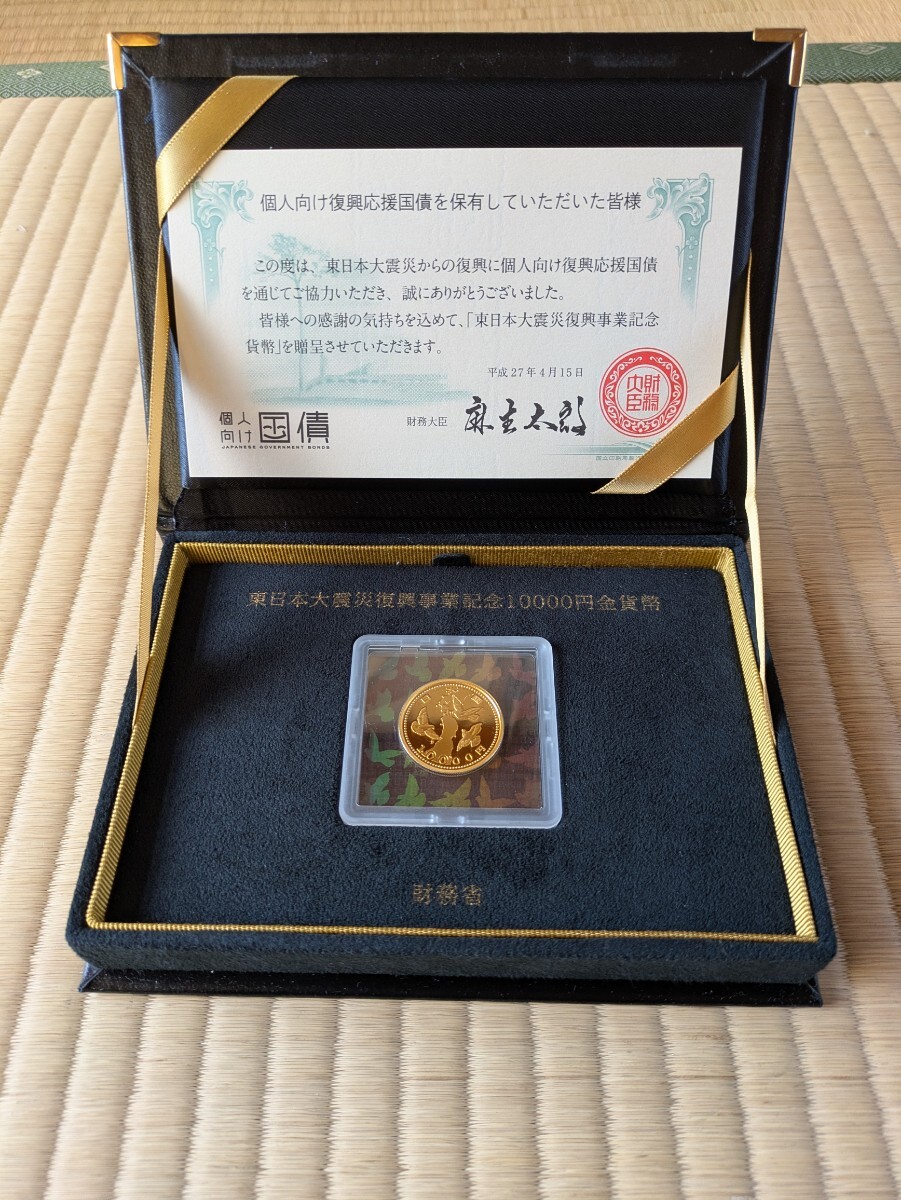 個人向け復興応援国債を保有していただいた皆様
この度は、東日本大震災からの復興に個人向け復興応援国債
を通じてご協力いただき、誠にありがとうございました。
皆様への感謝の気持ちを込めて、「東日本大震災復興事業記念
貨幣」を贈呈させていただきます。
平成27年4月15日
財務大臣 麻生太郎
財務
大臣
個人
向け
国債
JAPANESE GOVERNMENT BONDS
東日本大震災復興事業記念10000円金貨幣
日
10000円
財務省